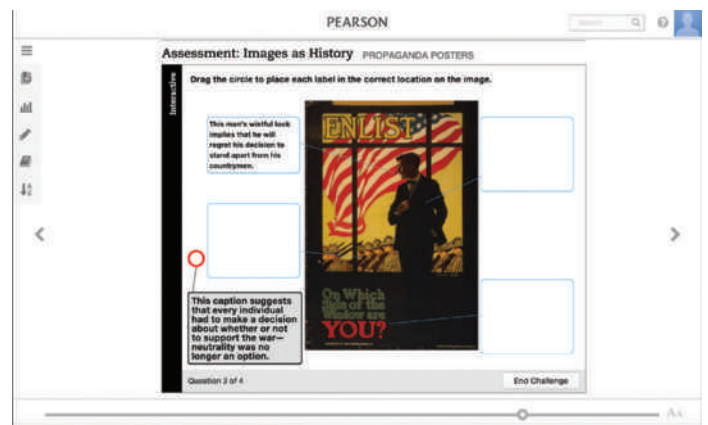 PEARSON
Search
Assessment: Images as History PROPAGANDA POSTERS
Interactive
Drag the circle to place each label in the correct location on the image.
This man's wistful look
implies that he will
regret his decision to
stand apart from his
countrymen.
ENLIST
On Which
Side of the
Window are
YOU?
This caption suggests
that every individual
had to make a decision
about whether or not
to support the war—
neutrality was no
longer an option.
Question 3 of 4
End Challenge
AA